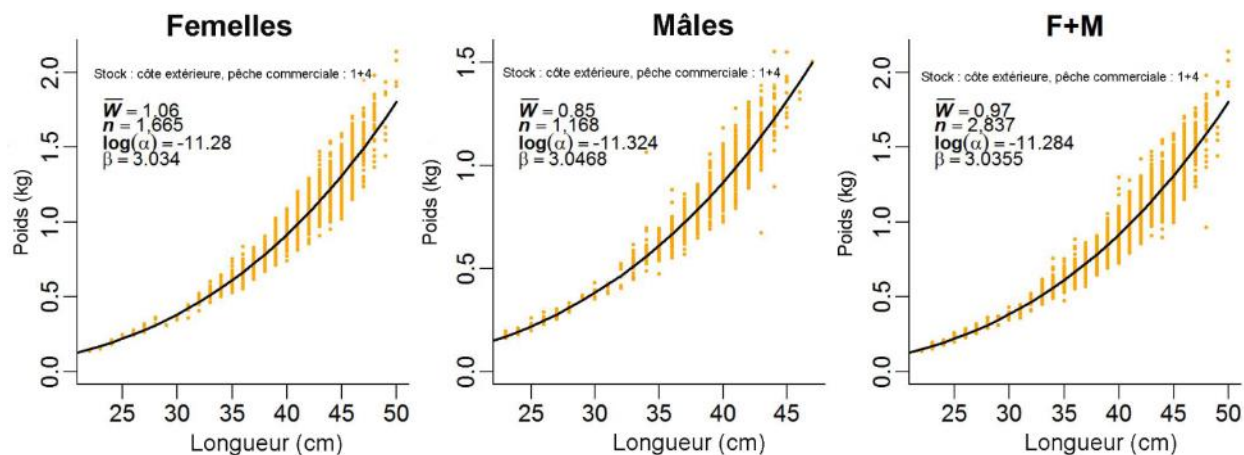 Femelles
Stock : côte extérieure, pêche commerciale : 1+4
W = 1,06
n = 1,665
log(α) = -11.28
β = 3.034
Poids (kg)
2.0
1.5
1.0
0.5
0.0
25 30 35 40 45 50
Longueur (cm)
Mâles
Stock : côte extérieure, pêche commerciale : 1+4
W = 0,85
n = 1,168
log(α) = -11.324
β = 3.0468
Poids (kg)
1.5
1.0
0.5
0.0
25 30 35 40 45
Longueur (cm)
F+M
Stock : côte extérieure, pêche commerciale : 1+4
W = 0,97
n = 2,837
log(α) = -11.284
β = 3.0355
Poids (kg)
2.0
1.5
1.0
0.5
0.0
25 30 35 40 45 50
Longueur (cm)